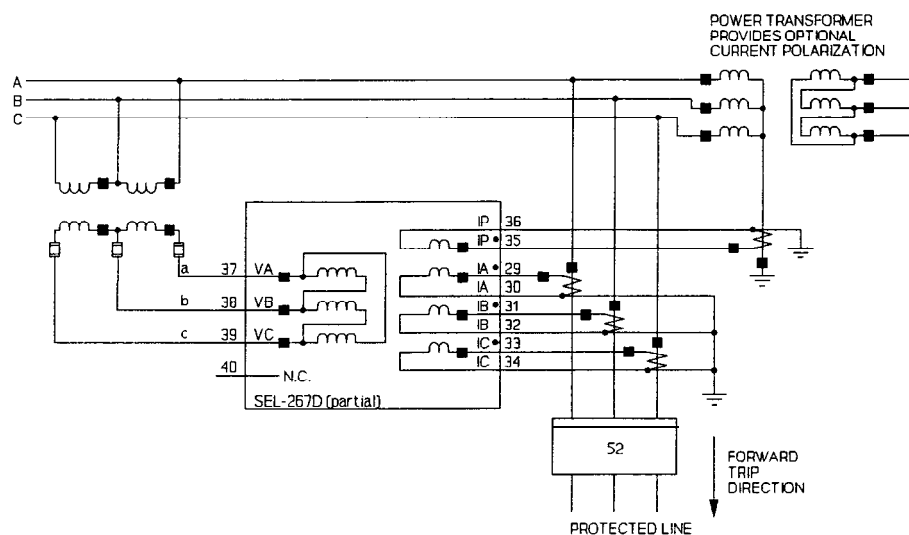 POWER TRANSFORMER
PROVIDES OPTIONAL
CURRENT POLARIZATION
A
B
C
IP 36
IP• 35
a 37 VA
IA• 29
IA 30
b 38 VB
IB• 31
IB 32
c 39 VC
IC• 33
IC 34
40 N.C.
SEL-267D (partial)
52
FORWARD
TRIP
DIRECTION
PROTECTED LINE